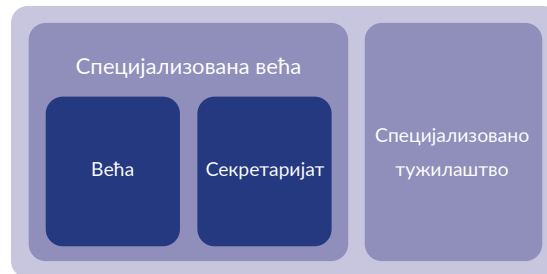 Специјализована већа
Већа
Секретаријат
Специјализовано
тужилаштво